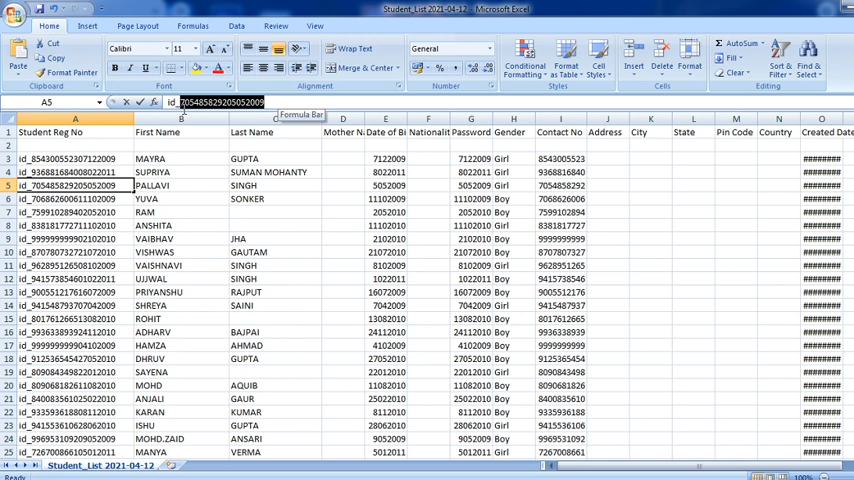 Student_List 2021-04-12 - Microsoft Excel
Home Insert Page Layout Formulas Data Review View
Paste Cut Copy Format Painter Clipboard
Calibri 11 B I U Font
Wrap Text Merge & Center Alignment
General % , Number
Conditional Formatting Format as Table Cell Styles Styles
Insert Delete Format Cells
AutoSum Fill Clear Sort & Filter Find & Select Editing
A5 id_705485829205052009
Formula Bar
A B C D E F G H I J K L M N O
1 Student Reg No First Name Last Name Mother Na Date of Bi Nationalit Password Gender Contact No Address City State Pin Code Country Created Date
2
3 id_854300552307122009 MAYRA GUPTA 7122009 7122009 Girl 8543005523 ########
4 id_936881684008022011 SUPRIYA SUMAN MOHANTY 8022011 8022011 Girl 9368816840 ########
5 id_705485829205052009 PALLAVI SINGH 5052009 5052009 Girl 7054858292 ########
6 id_706862600611102009 YUVA SONKER 11102009 11102009 Boy 7068626006 ########
7 id_759910289402052010 RAM 2052010 2052010 Boy 7599102894 ########
8 id_838181772711102010 ANSHITA 11102010 11102010 Girl 8381817727 ########
9 id_999999999902102010 VAIBHAV JHA 2102010 2102010 Boy 9999999999 ########
10 id_870780732721072010 VISHWAS GAUTAM 21072010 21072010 Boy 8707807327 ########
11 id_962895126508102009 VAISHNAVI SINGH 8102009 8102009 Girl 9628951265 ########
12 id_941573854601022011 UJJWAL SINGH 1022011 1022011 Boy 9415738546 ########
13 id_900551217616072009 PRIYANSHU RAJPUT 16072009 16072009 Boy 9005512176 ########
14 id_941548793707042009 SHREYA SAINI 7042009 7042009 Girl 9415487937 ########
15 id_801761266513082010 ROHIT 13082010 13082010 Boy 8017612665 ########
16 id_993633893924112010 ADHARV BAJPAI 24112010 24112010 Boy 9936338939 ########
17 id_999999999904102009 HAMZA AHMAD 4102009 4102009 Boy 9999999999 ########
18 id_912536545427052010 DHRUV GUPTA 27052010 27052010 Boy 9125365454 ########
19 id_809084349822012010 SAYENA 22012010 22012010 Girl 8090843498 ########
20 id_809068182611082010 MOHD AQUIB 11082010 11082010 Boy 8090681826 ########
21 id_840083561025022010 ANJALI GAUR 25022010 25022010 Boy 8400835610 ########
22 id_933593618808112010 KARAN KUMAR 8112010 8112010 Boy 9335936188 ########
23 id_941553610628062010 ISHU GUPTA 28062010 28062010 Girl 9415536106 ########
24 id_996953109209052009 MOHD.ZAID ANSARI 9052009 9052009 Boy 9969531092 ########
25 id_726700866105012011 MANYA VERMA 5012011 5012011 Girl 7267008661 ########
Student_List 2021-04-12
Ready 100%